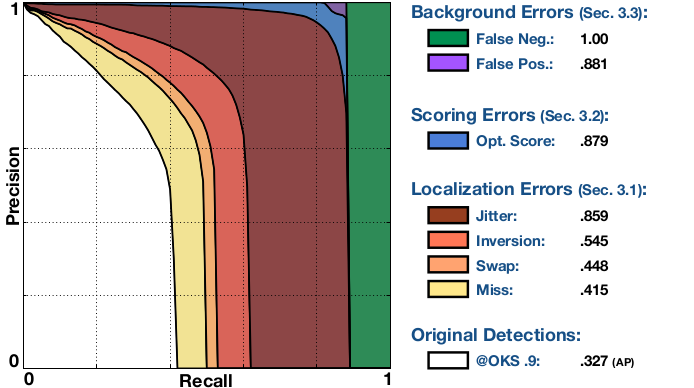 1
Precision
0
0
Recall
1
Background Errors (Sec. 3.3):
False Neg.: 1.00
False Pos.: .881
Scoring Errors (Sec. 3.2):
Opt. Score: .879
Localization Errors (Sec. 3.1):
Jitter: .859
Inversion: .545
Swap: .448
Miss: .415
Original Detections:
@OKS .9: .327 (AP)